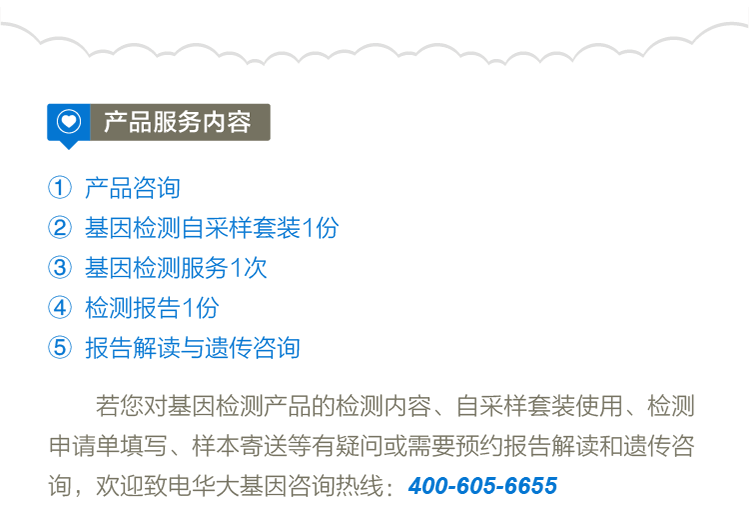 产品服务内容
① 产品咨询
② 基因检测自采样套装1份
③ 基因检测服务1次
④ 检测报告1份
⑤ 报告解读与遗传咨询
若您对基因检测产品的检测内容、自采样套装使用、检测
申请单填写、样本寄送等有疑问或需要预约报告解读和遗传咨
询，欢迎致电华大基因咨询热线：400-605-6655